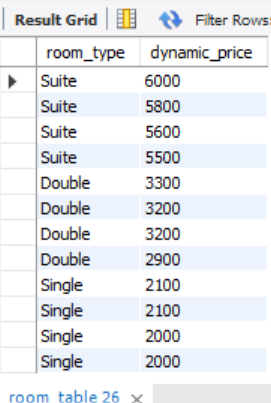 Result Grid Filter Rows:
room_type dynamic_price
Suite 6000
Suite 5800
Suite 5600
Suite 5500
Double 3300
Double 3200
Double 3200
Double 2900
Single 2100
Single 2100
Single 2000
Single 2000
room_table 26 ×